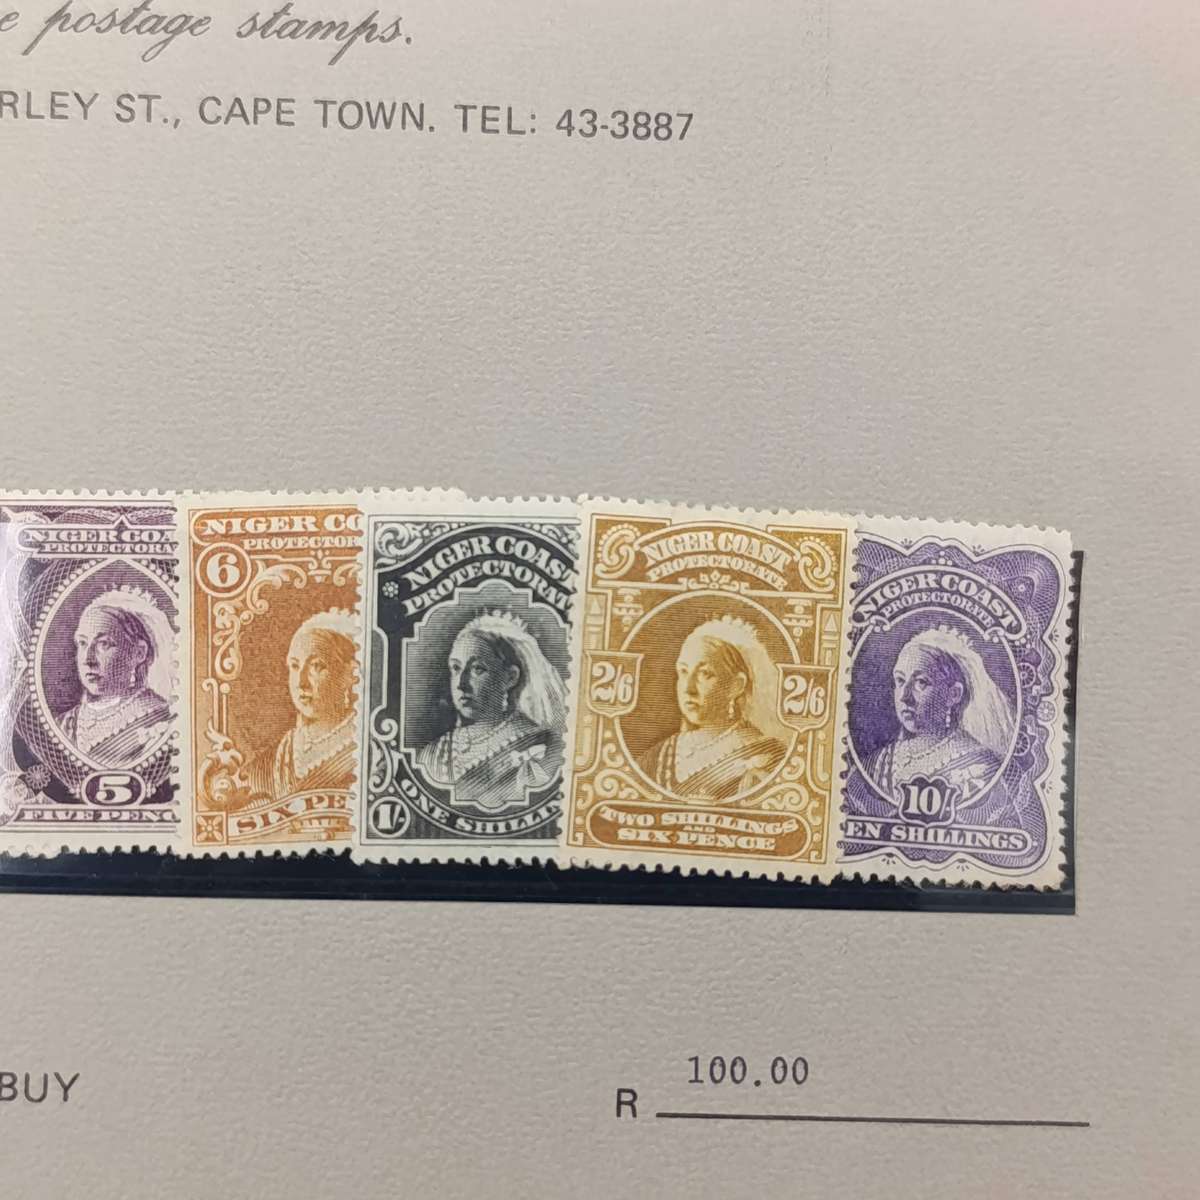 e postage stamps.
RLEY ST., CAPE TOWN. TEL: 43-3887
NIGER COA
PROTECTORA
5
FIVE PENC
NIGER CO
PROTECTOR
6
SIX PE
NIGER COAST
PROTECTORAT
1/-
ONE SHILLIN
NIGER COAST
PROTECTORATE
2/6 2/6
TWO SHILLINGS
AND
SIX PENCE
NIGER COAST
PROTECTORATE
10/-
EN SHILLINGS
BUY
R 100.00